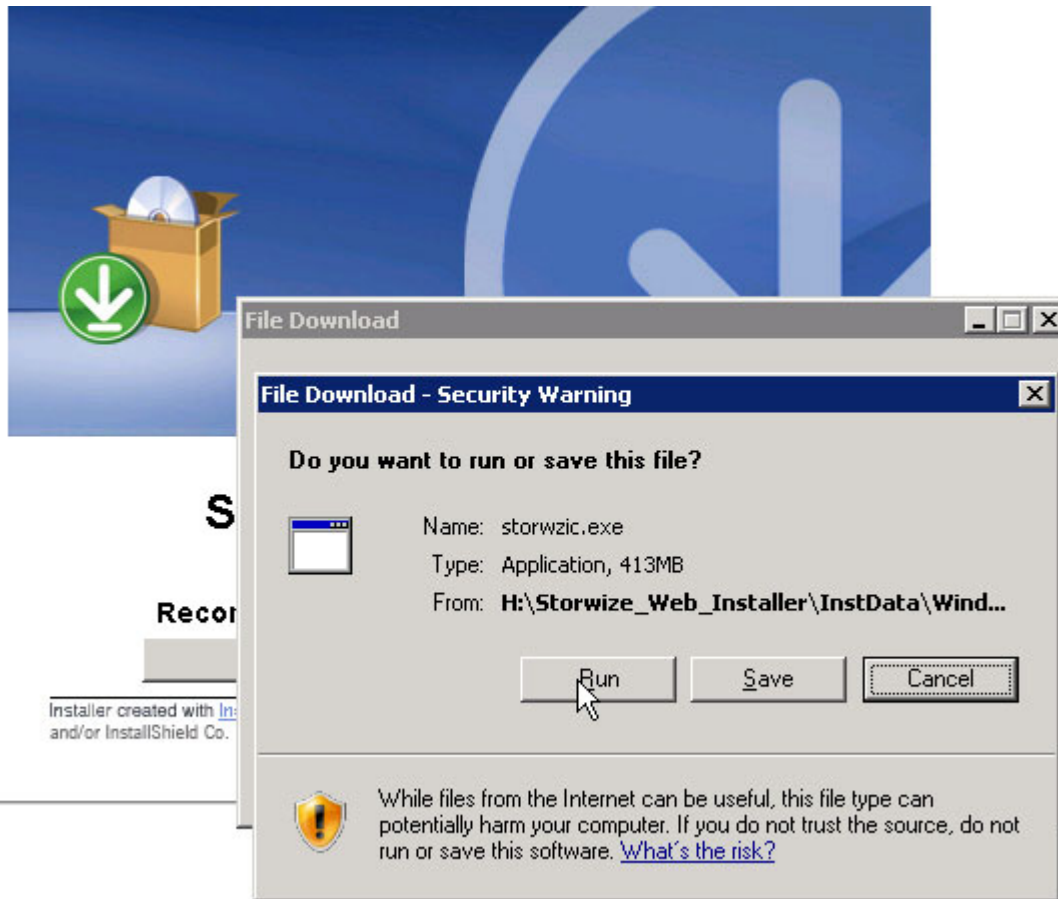 File Download
File Download - Security Warning
Do you want to run or save this file?
Name: storwzic.exe
Type: Application, 413MB
From: H:\Storwize_Web_Installer\InstData\Wind...
Run Save Cancel
S
Recor
Installer created with In
and/or InstallShield Co.
While files from the Internet can be useful, this file type can
potentially harm your computer. If you do not trust the source, do not
run or save this software. What's the risk?